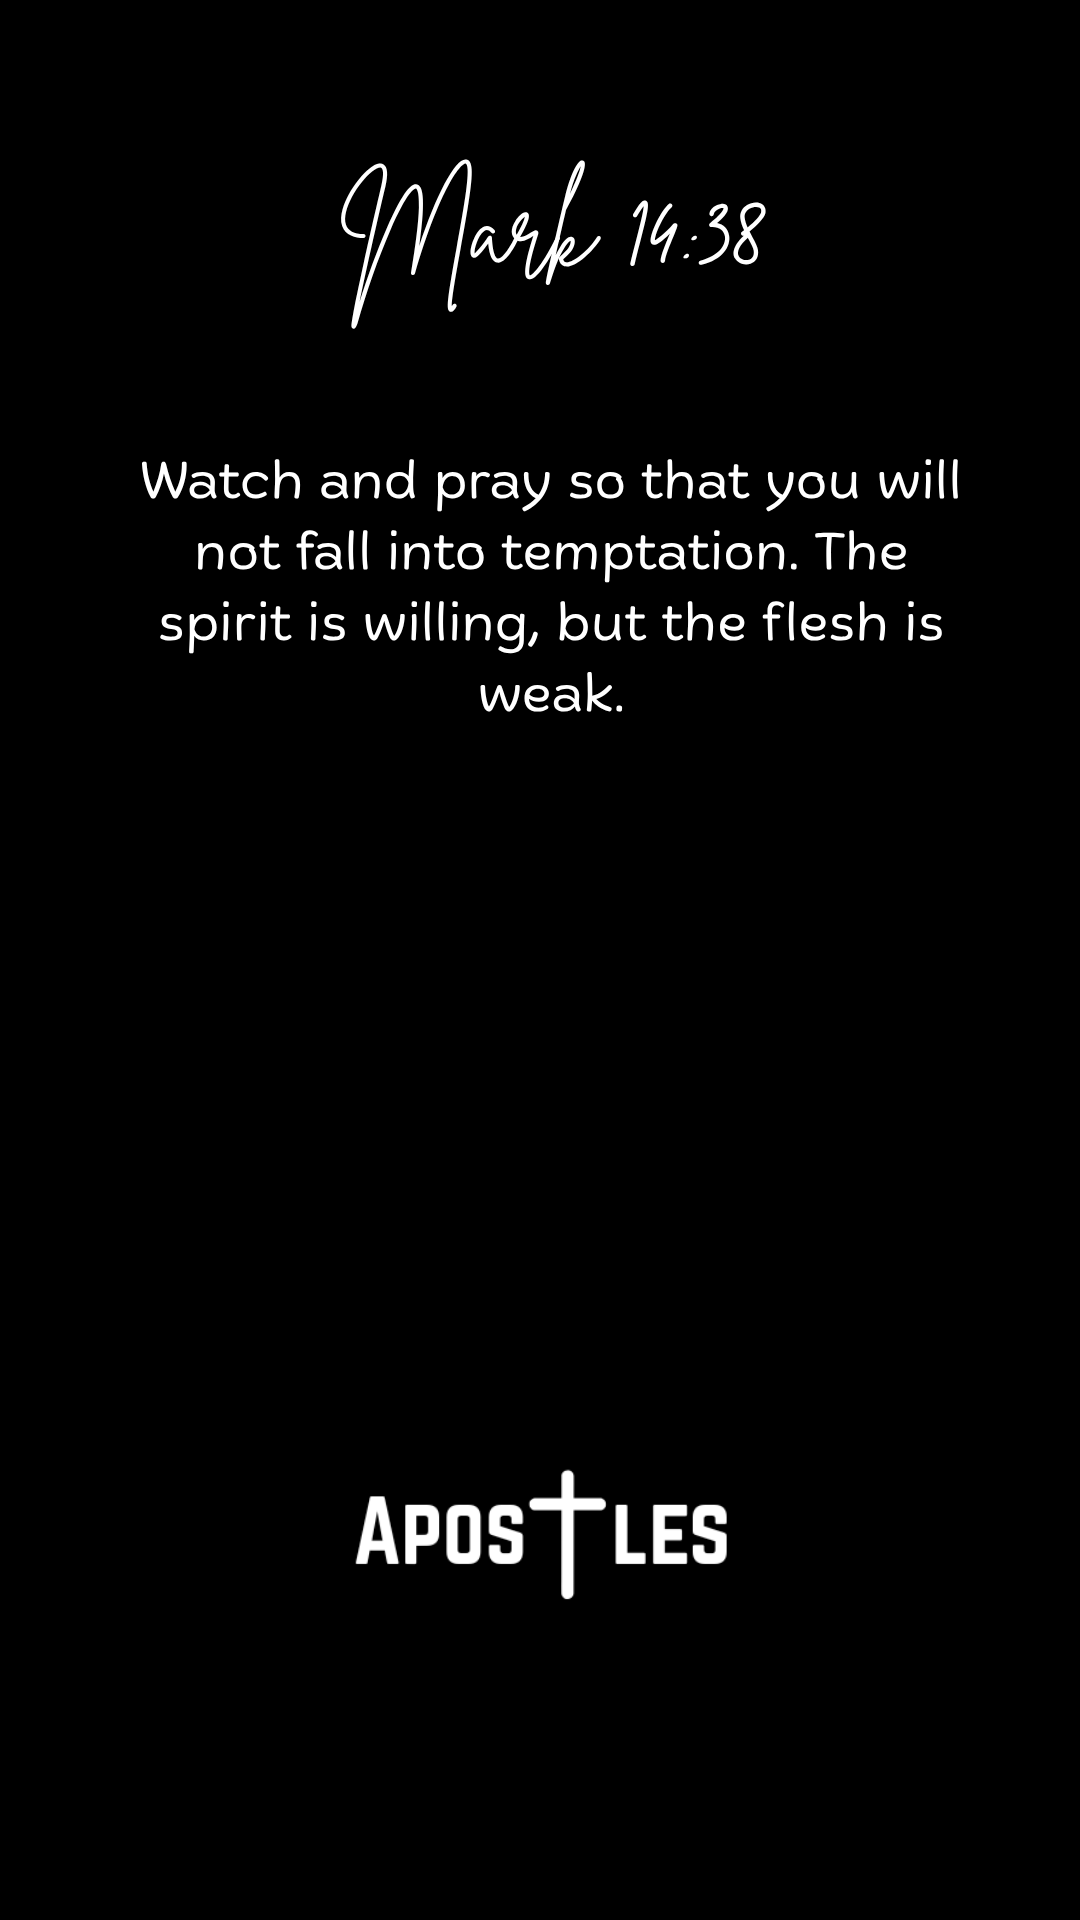 Mark 14:38
Watch and pray so that you will
not fall into temptation. The
spirit is willing, but the flesh is
weak.
APOSTLES